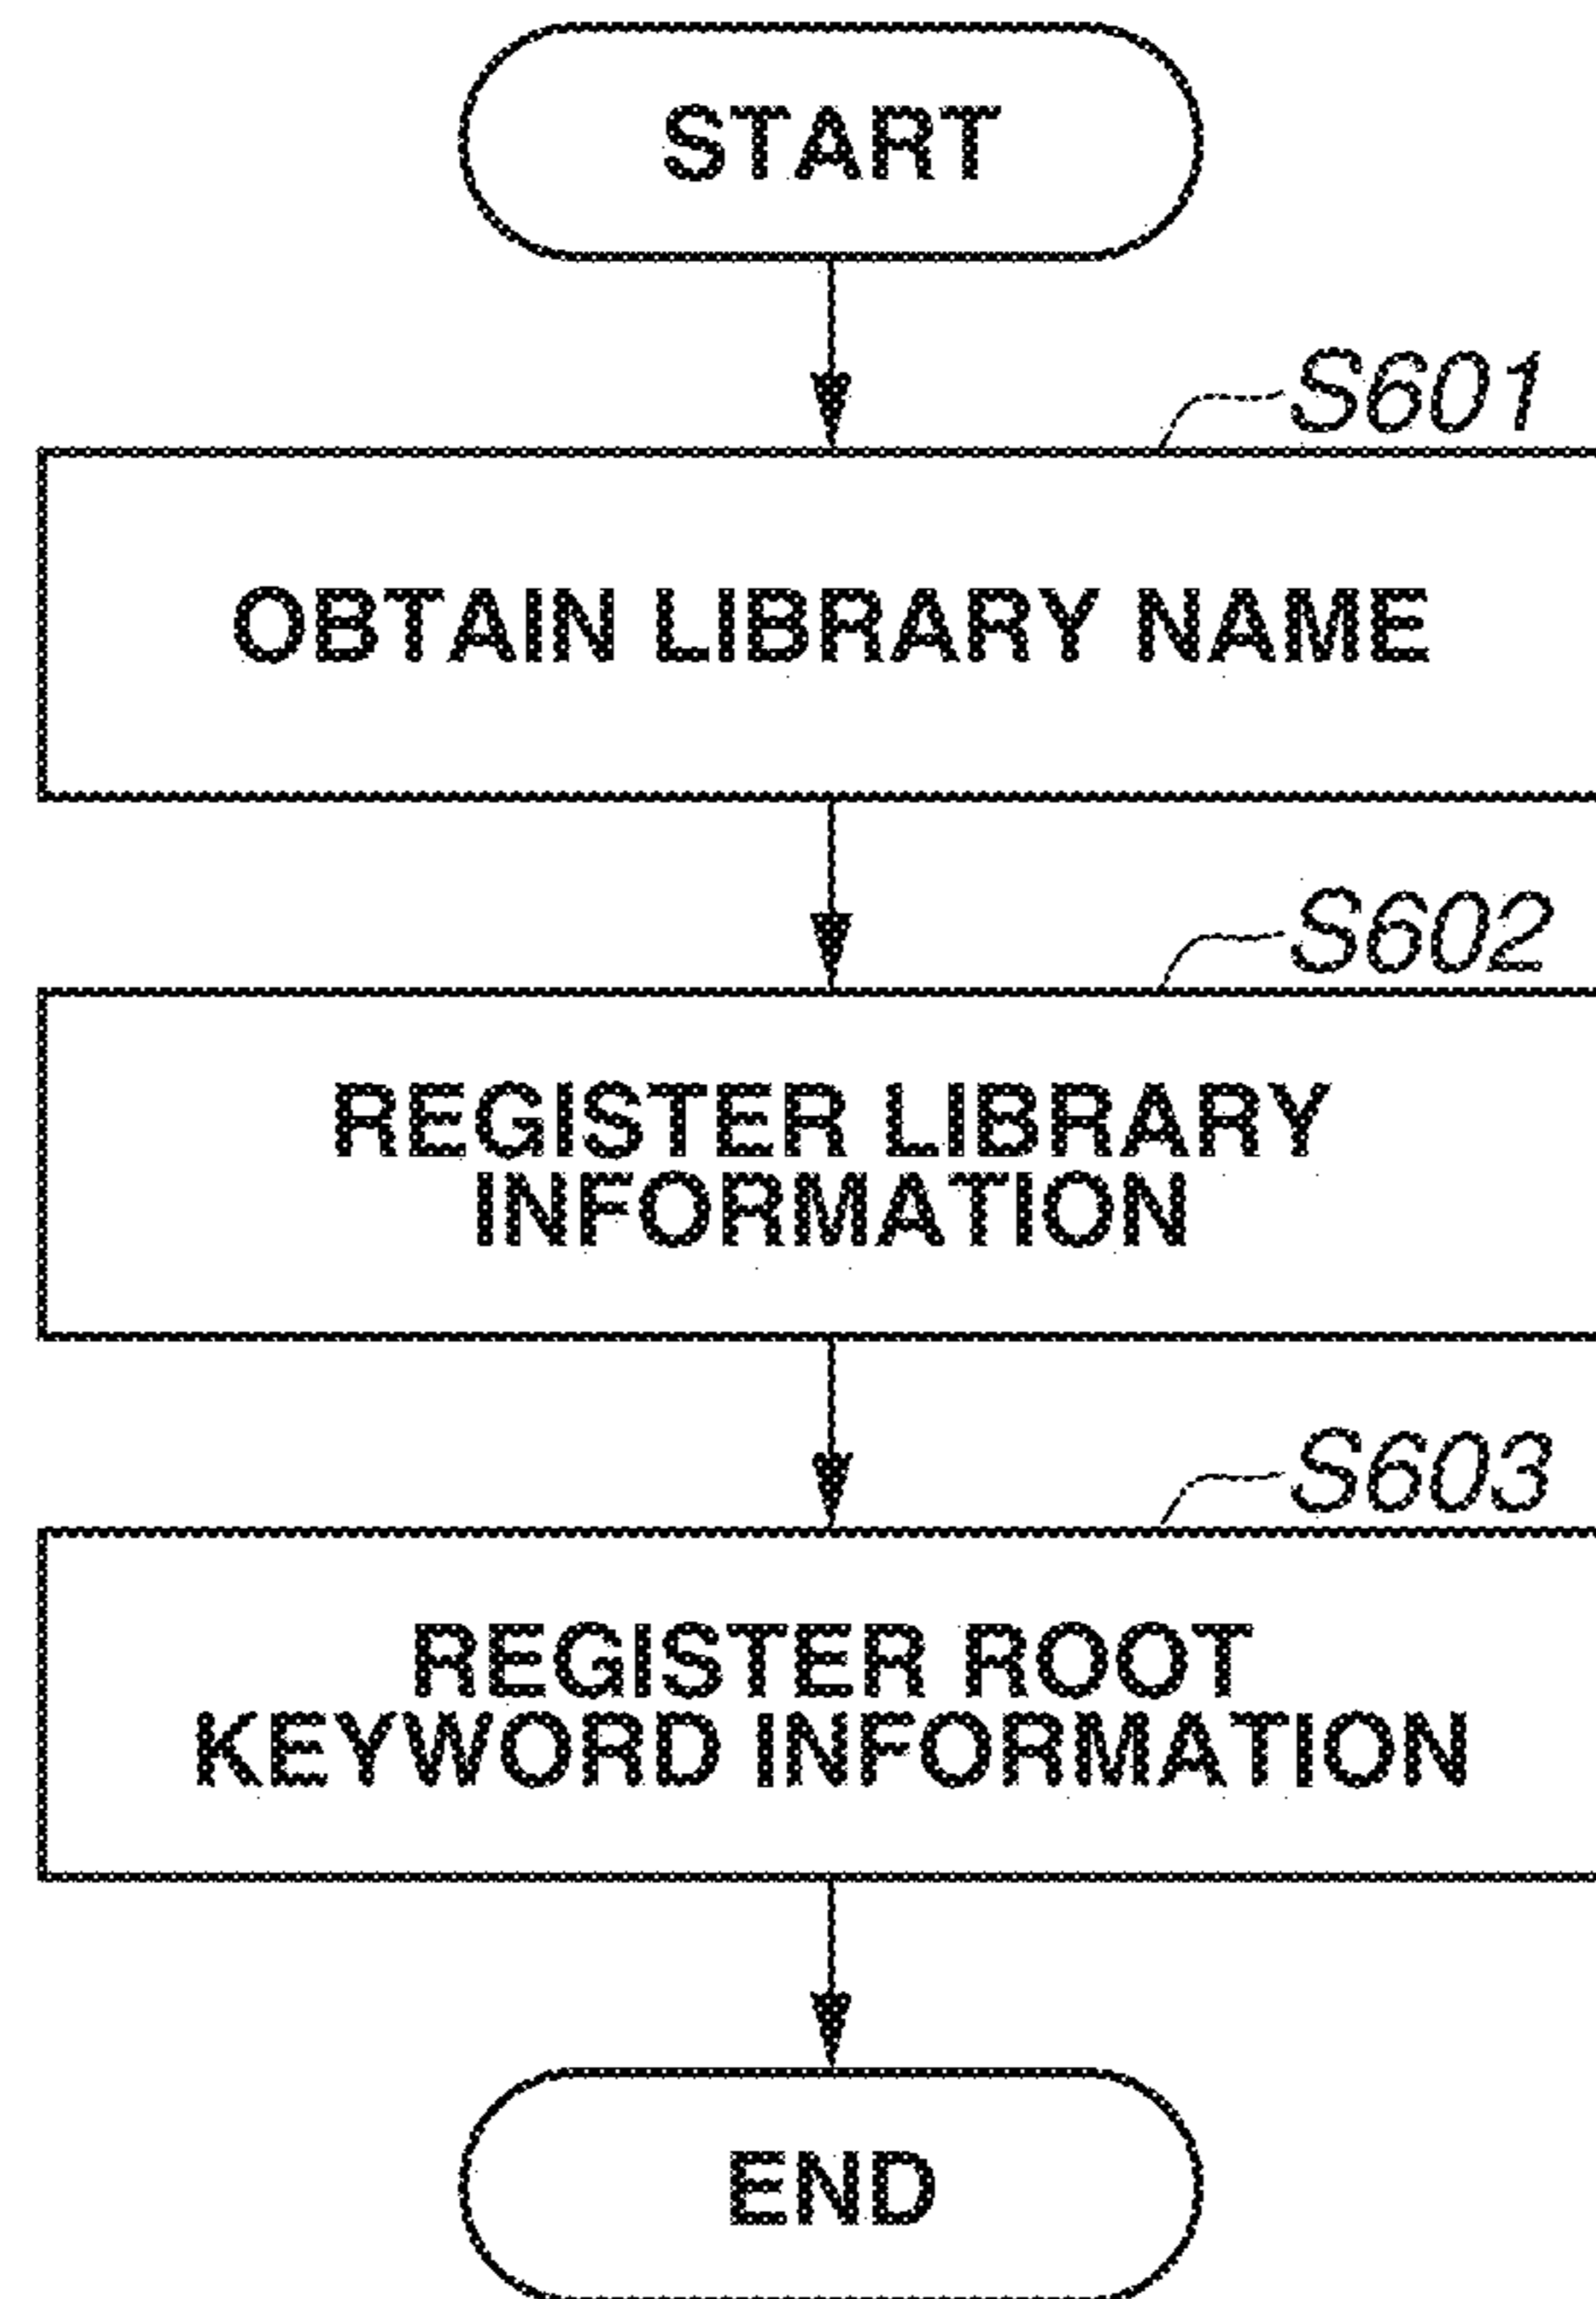 START
S601
OBTAIN LIBRARY NAME
S602
REGISTER LIBRARY
INFORMATION
S603
REGISTER ROOT
KEYWORD INFORMATION
END